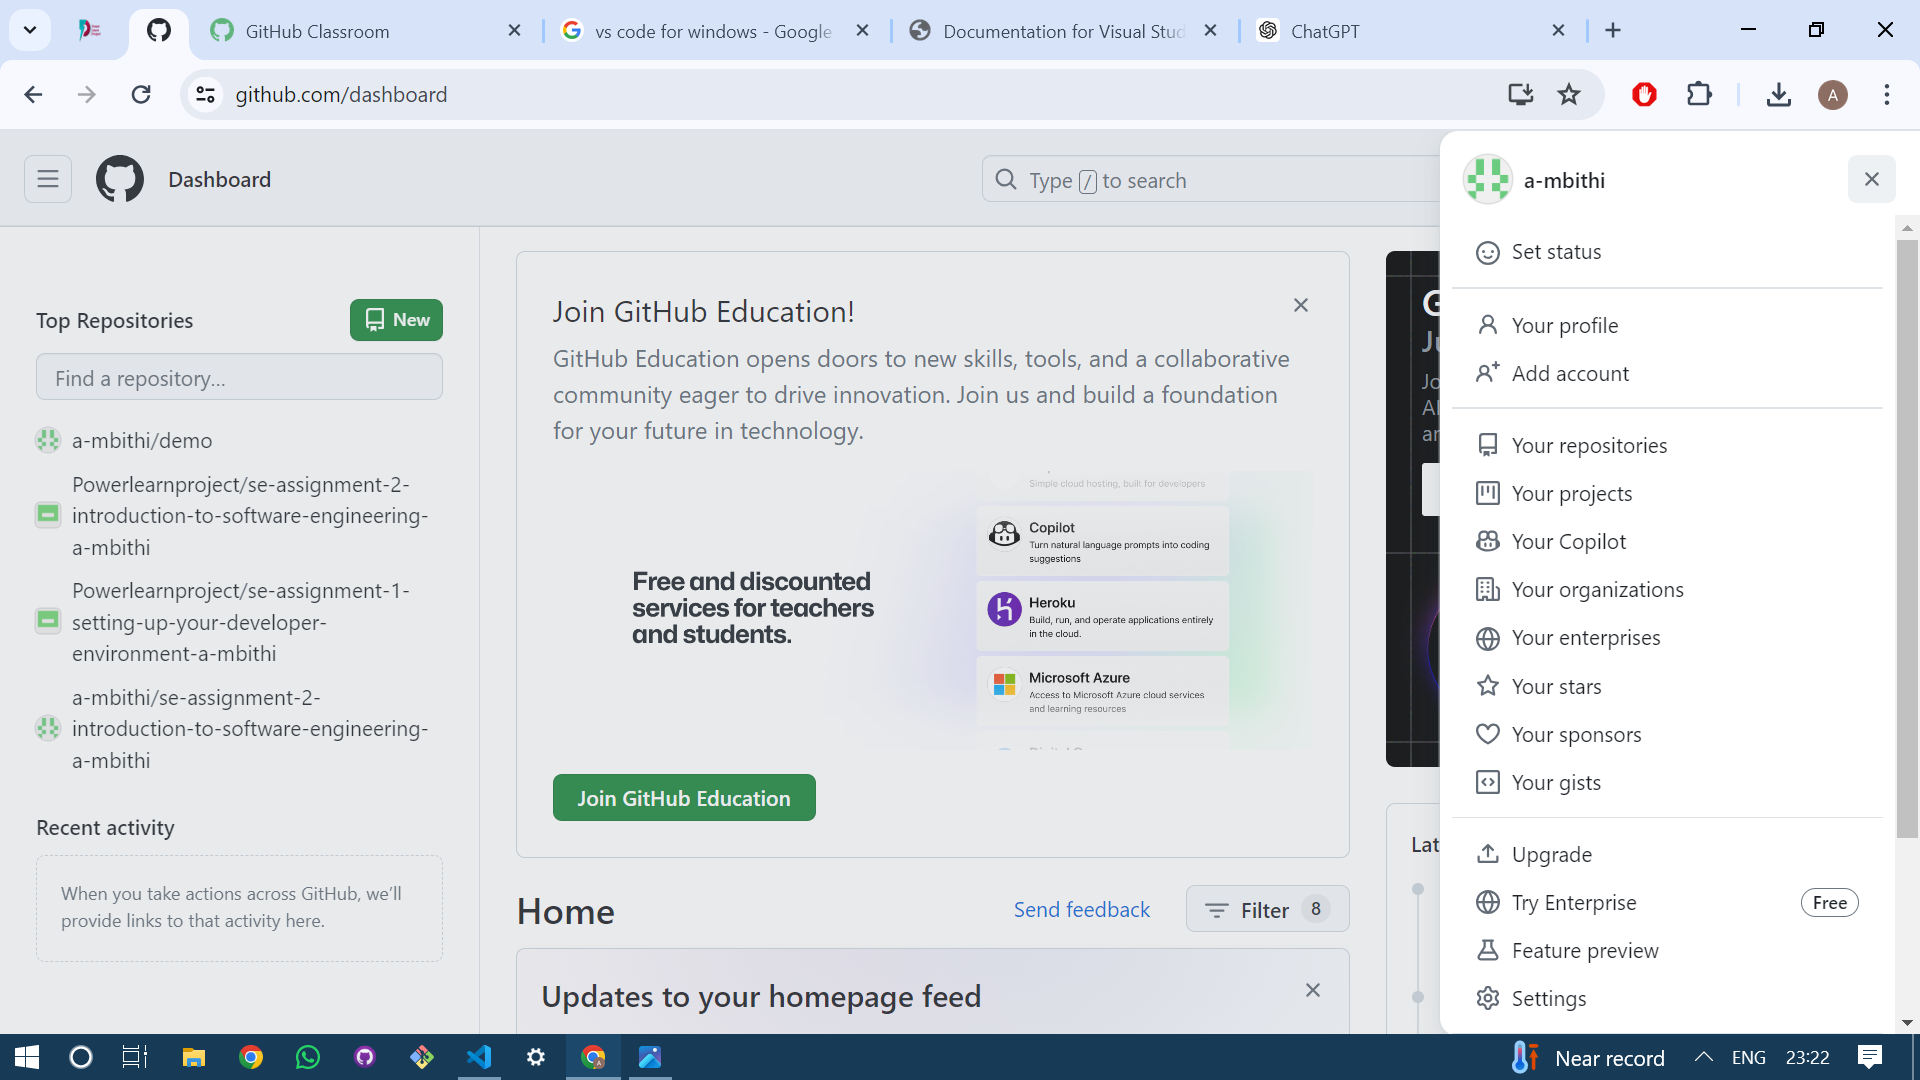 GitHub Classroom
vs code for windows - Google
Documentation for Visual Stud
ChatGPT
github.com/dashboard
A
Dashboard
Type / to search
a-mbithi
Set status
Your profile
Add account
Your repositories
Your projects
Your Copilot
Your organizations
Your enterprises
Your stars
Your sponsors
Your gists
Upgrade
Try Enterprise
Free
Feature preview
Settings
Top Repositories
New
Find a repository…
a-mbithi/demo
Powerlearnproject/se-assignment-2-
introduction-to-software-engineering-
a-mbithi
Powerlearnproject/se-assignment-1-
setting-up-your-developer-
environment-a-mbithi
a-mbithi/se-assignment-2-
introduction-to-software-engineering-
a-mbithi
Recent activity
When you take actions across GitHub, we’ll
provide links to that activity here.
Join GitHub Education!
GitHub Education opens doors to new skills, tools, and a collaborative
community eager to drive innovation. Join us and build a foundation
for your future in technology.
Free and discounted
services for teachers
and students.
Simple cloud hosting, built for developers
Copilot
Turn natural language prompts into coding
suggestions
Heroku
Build, run, and operate applications entirely
in the cloud.
Microsoft Azure
Access to Microsoft Azure cloud services
and learning resources
Join GitHub Education
Home
Send feedback
Filter 8
Updates to your homepage feed
Lat
Near record
ENG
23:22